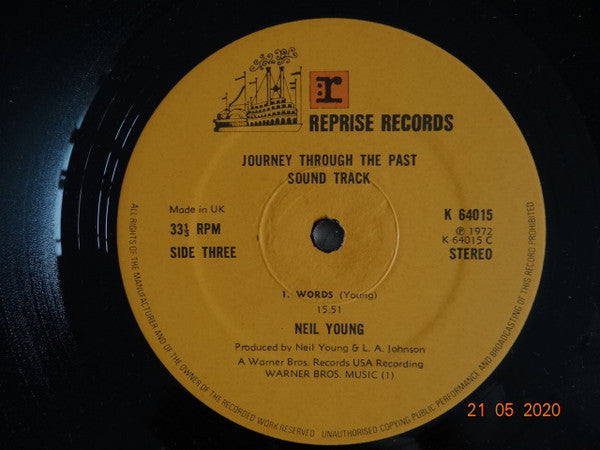 r
REPRISE RECORDS
JOURNEY THROUGH THE PAST
SOUND TRACK
Made in UK
33⅓ RPM
SIDE THREE
K 64015
℗ 1972
K 64015 C
STEREO
1. WORDS (Young)
15.51
NEIL YOUNG
Produced by Neil Young & L. A. Johnson
A Warner Bros. Records USA Recording
WARNER BROS. MUSIC (1)
ALL RIGHTS OF THE MANUFACTURER AND OF THE OWNER OF THE RECORDED WORK RESERVED UNAUTHORISED COPYING PUBLIC PERFORMANCE AND BROADCASTING OF THIS RECORD PROHIBITED
21 05 2020